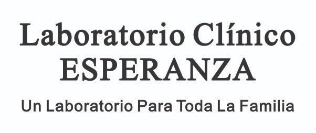 Laboratorio Clínico
ESPERANZA
Un Laboratorio Para Toda La Familia